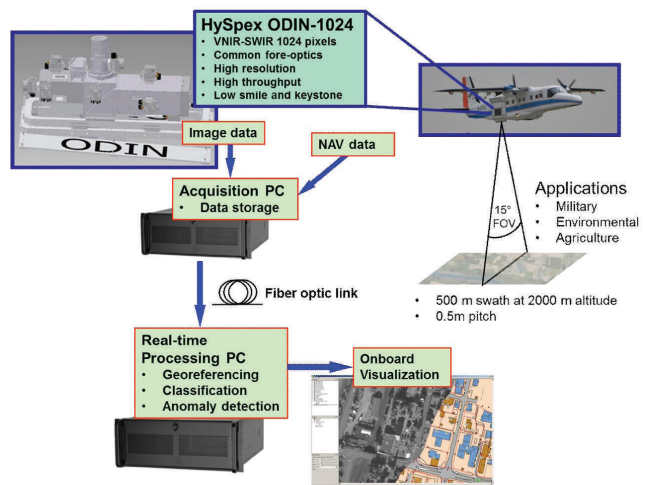 HySpex ODIN-1024
• VNIR-SWIR 1024 pixels
• Common fore-optics
• High resolution
• High throughput
• Low smile and keystone
ODIN
Image data
NAV data
Acquisition PC
• Data storage
Fiber optic link
Real-time
Processing PC
• Georeferencing
• Classification
• Anomaly detection
Onboard
Visualization
15°
FOV
Applications
• Military
• Environmental
• Agriculture
• 500 m swath at 2000 m altitude
• 0.5m pitch